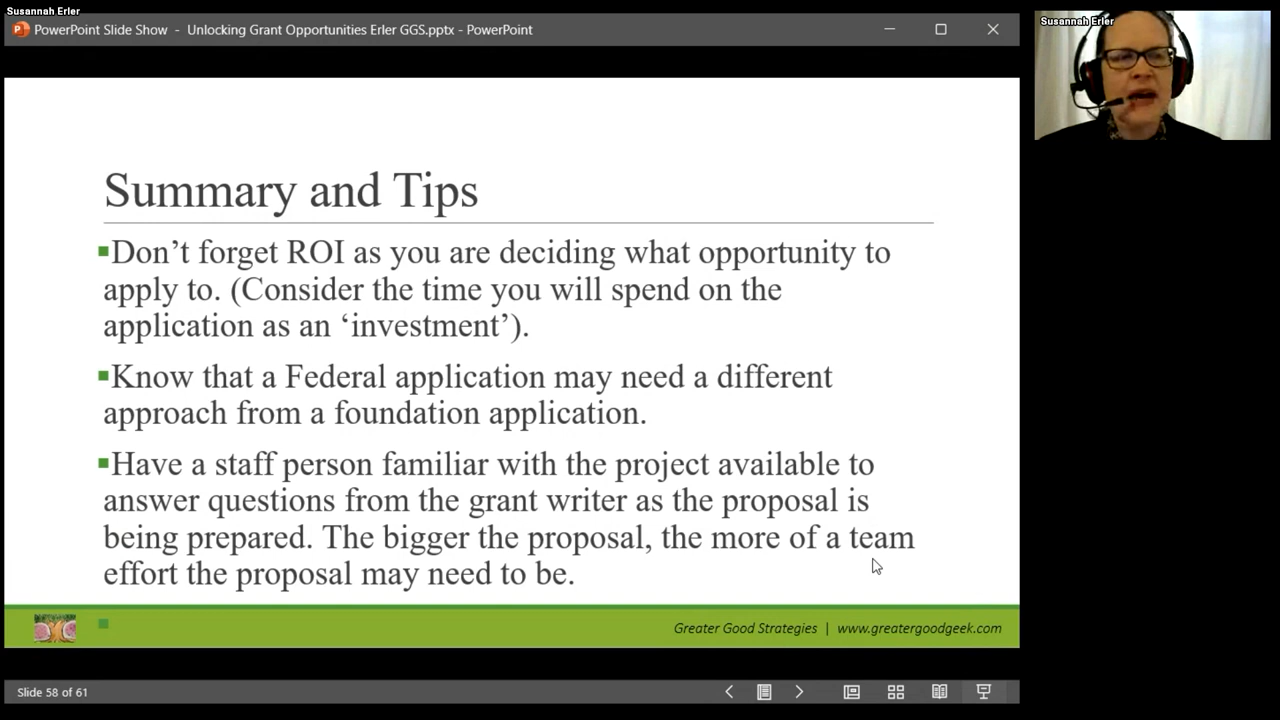 Susannah Erler
PowerPoint Slide Show - Unlocking Grant Opportunities Erler GGS.pptx - PowerPoint
Susannah Erler
Summary and Tips
▪Don’t forget ROI as you are deciding what opportunity to
apply to. (Consider the time you will spend on the
application as an ‘investment’).
▪Know that a Federal application may need a different
approach from a foundation application.
▪Have a staff person familiar with the project available to
answer questions from the grant writer as the proposal is
being prepared. The bigger the proposal, the more of a team
effort the proposal may need to be.
Greater Good Strategies | www.greatergoodgeek.com
Slide 58 of 61